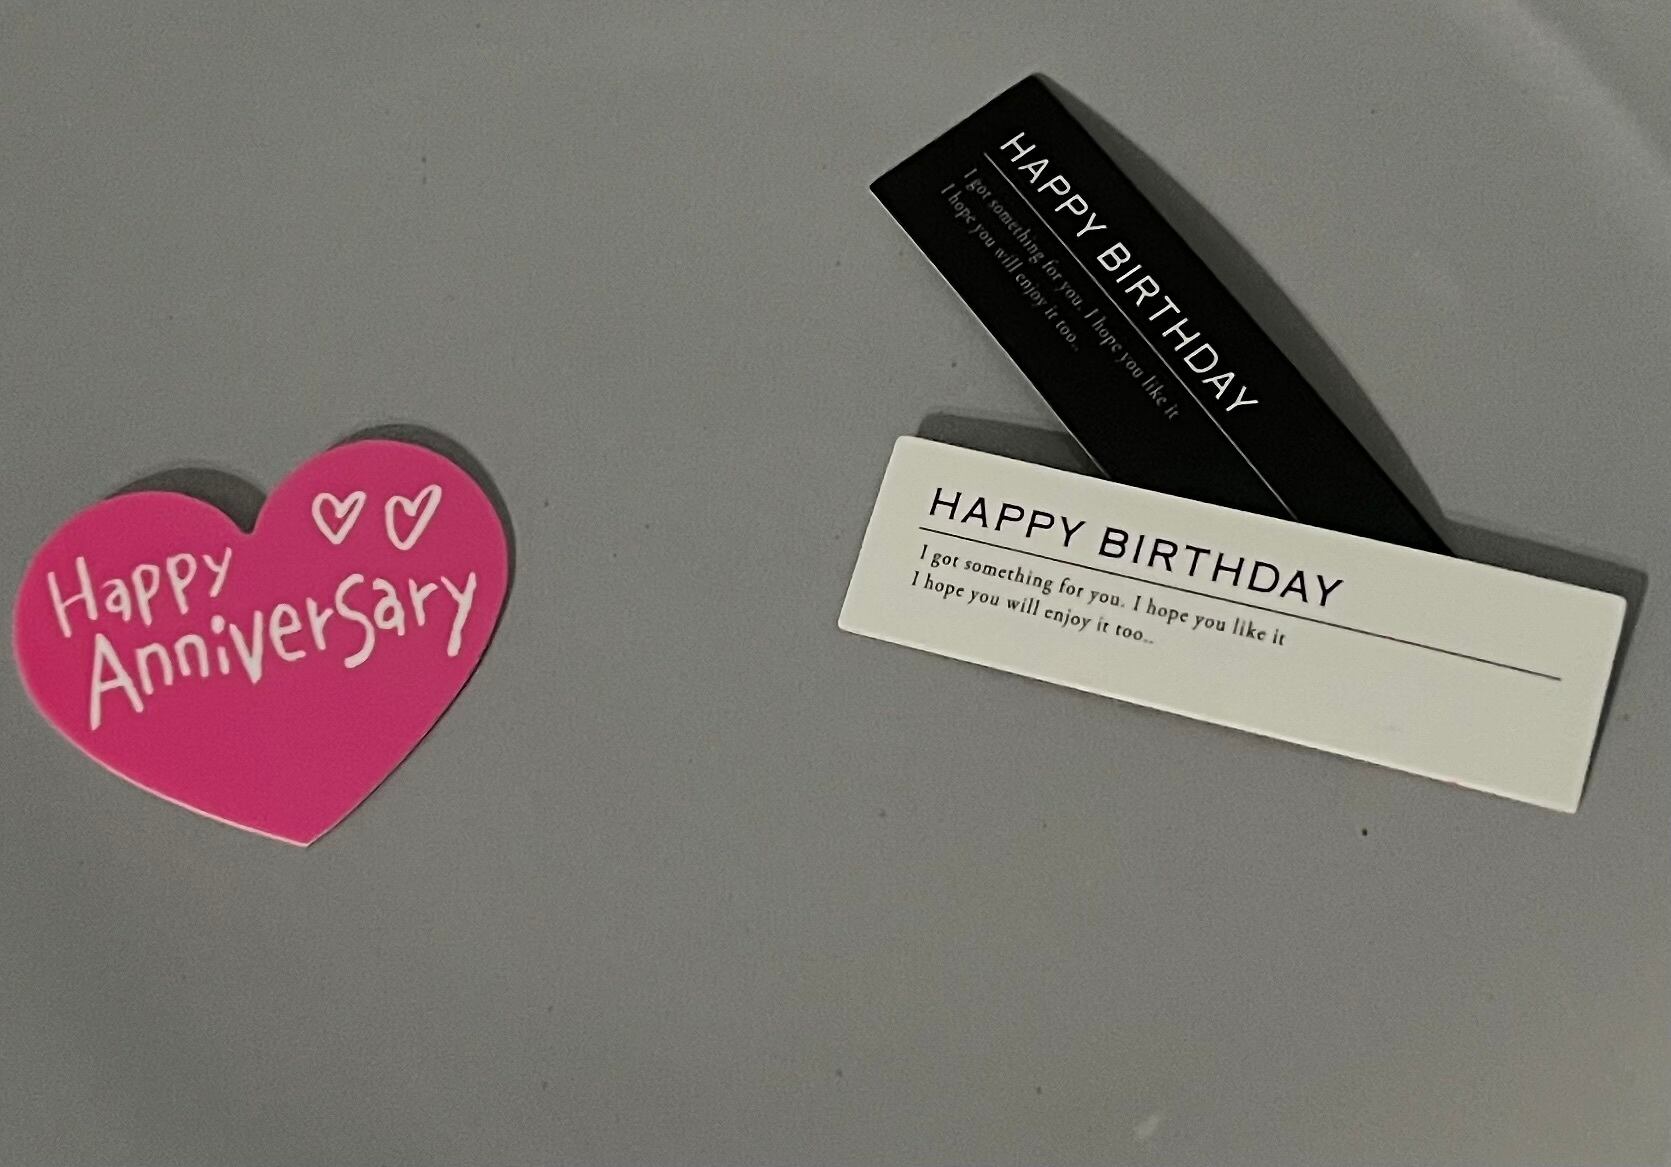 Happy
Anniversary
HAPPY BIRTHDAY
I got something for you. I hope you like it
I hope you will enjoy it too..
HAPPY BIRTHDAY
I got something for you. I hope you like it
I hope you will enjoy it too..